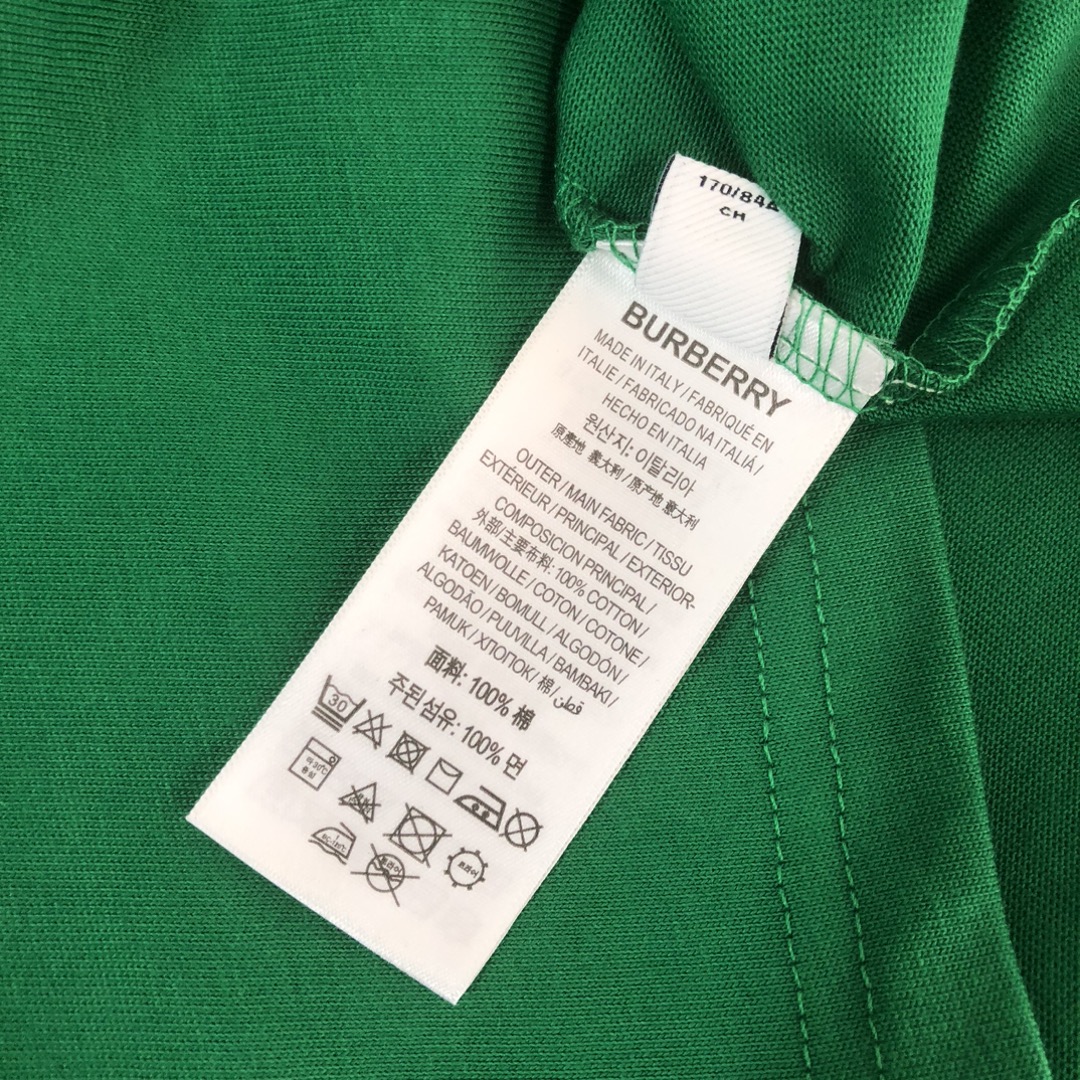 170/84A
CH
BURBERRY
MADE IN ITALY / FABRIQUÉ EN
ITALIE / FABRICADO NA ITALIÁ /
HECHO EN ITALIA
원산지: 이탈리아
原產地 義大利 / 原产地 意大利
OUTER / MAIN FABRIC / TISSU
EXTÉRIEUR / PRINCIPAL / EXTERIOR-
COMPOSICION PRINCIPAL /
外部/主要布料: 100% COTTON /
BAUMWOLLE / COTON / COTONE /
KATOEN / BOMULL / ALGODÓN /
ALGODÃO / PUUVILLA / BAMBAKI /
PAMUK / ХЛОПОК / 棉 / قطن
面料: 100% 棉
주된섬유: 100% 면
30